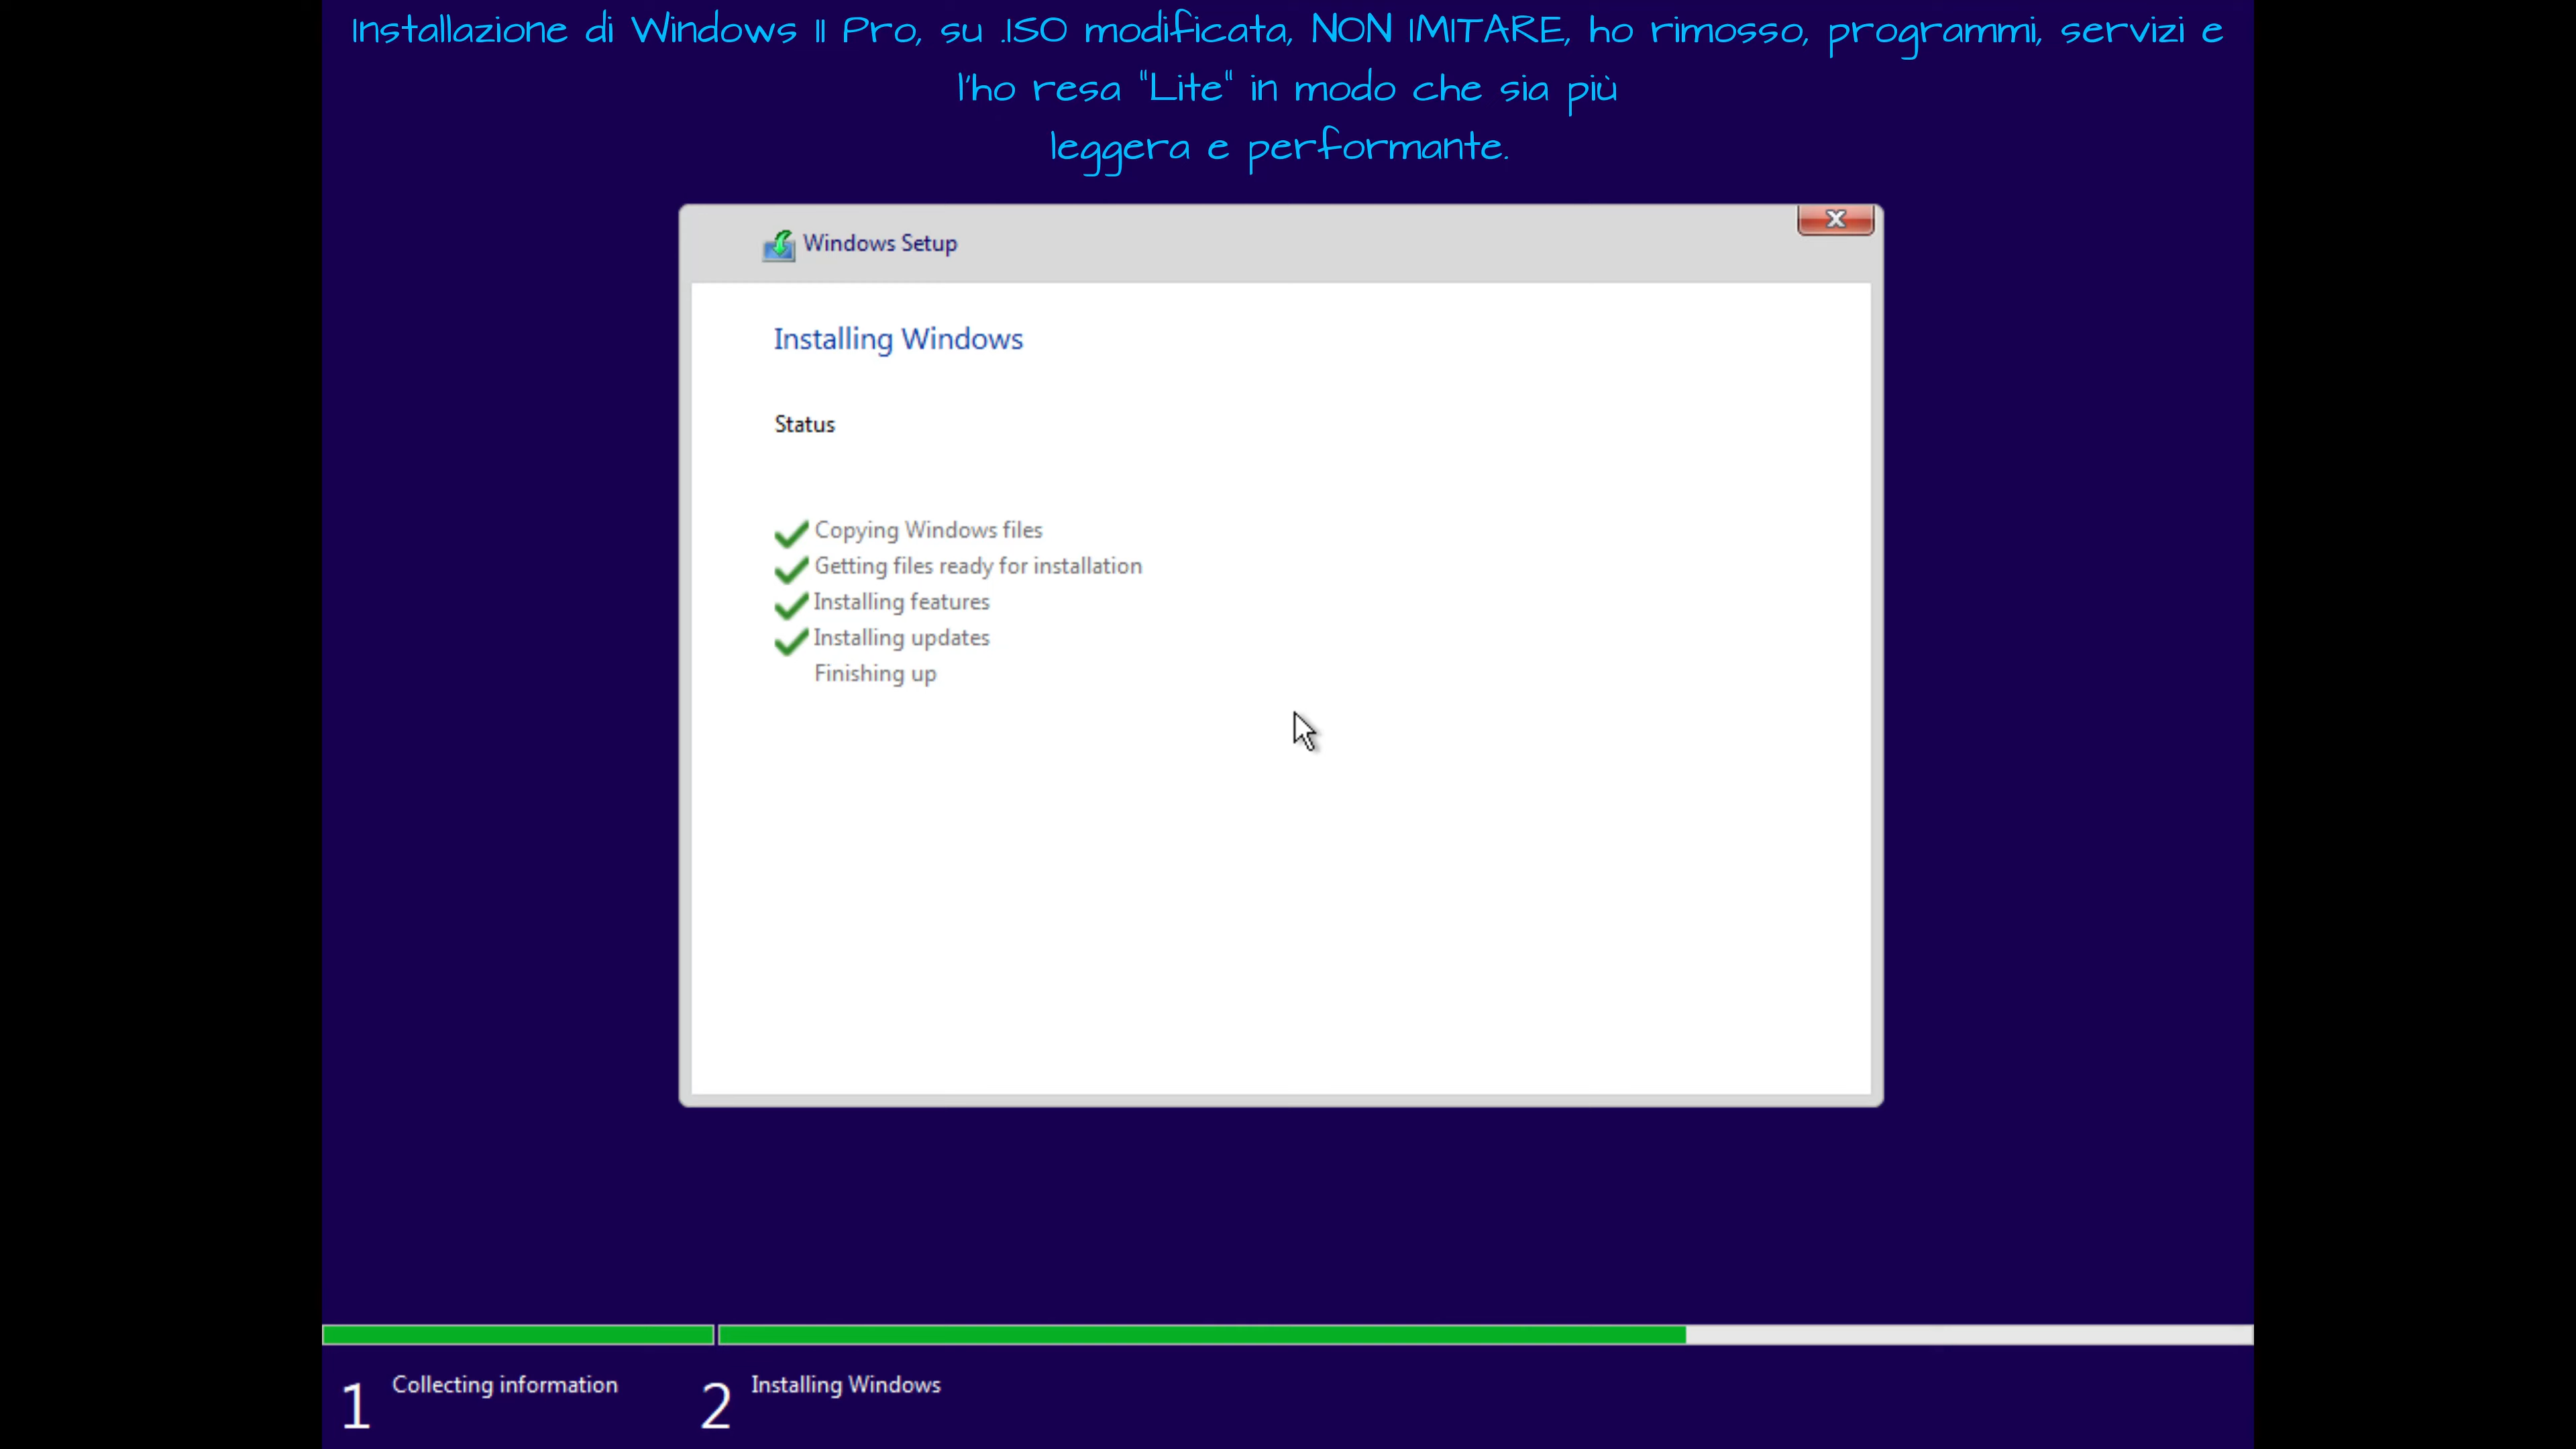 Installazione di Windows 11 Pro, su .ISO modificata, NON IMITARE, ho rimosso, programmi, servizi e
l'ho resa "Lite" in modo che sia più
leggera e performante.
Windows Setup
Installing Windows
Status
Copying Windows files
Getting files ready for installation
Installing features
Installing updates
Finishing up
1 Collecting information
2 Installing Windows